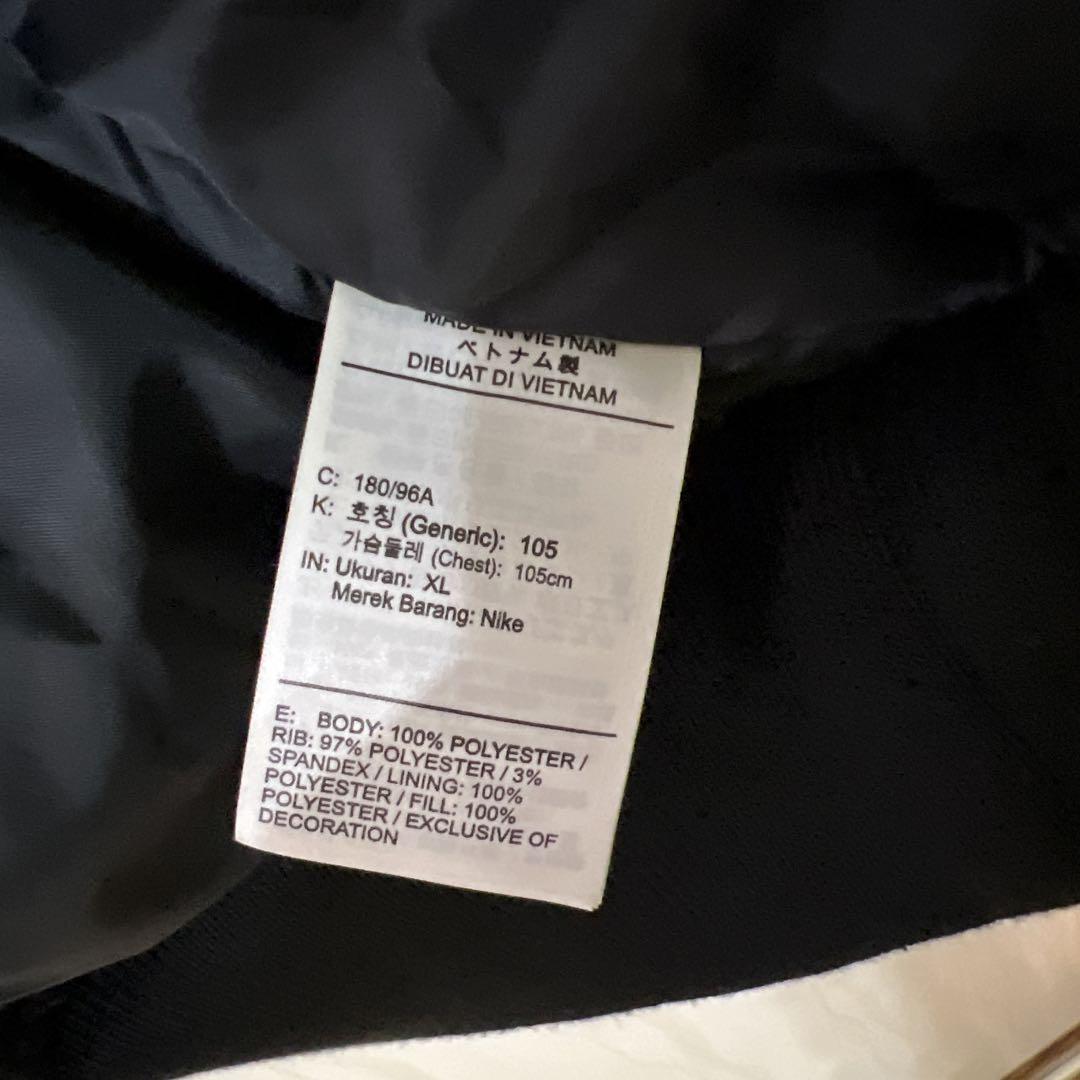 MADE IN VIETNAM
ベトナム製
DIBUAT DI VIETNAM
C: 180/96A
K: 호칭 (Generic): 105
가슴둘레 (Chest): 105cm
IN: Ukuran: XL
Merek Barang: Nike
E: BODY: 100% POLYESTER /
RIB: 97% POLYESTER / 3%
SPANDEX / LINING: 100%
POLYESTER / FILL: 100%
POLYESTER / EXCLUSIVE OF
DECORATION